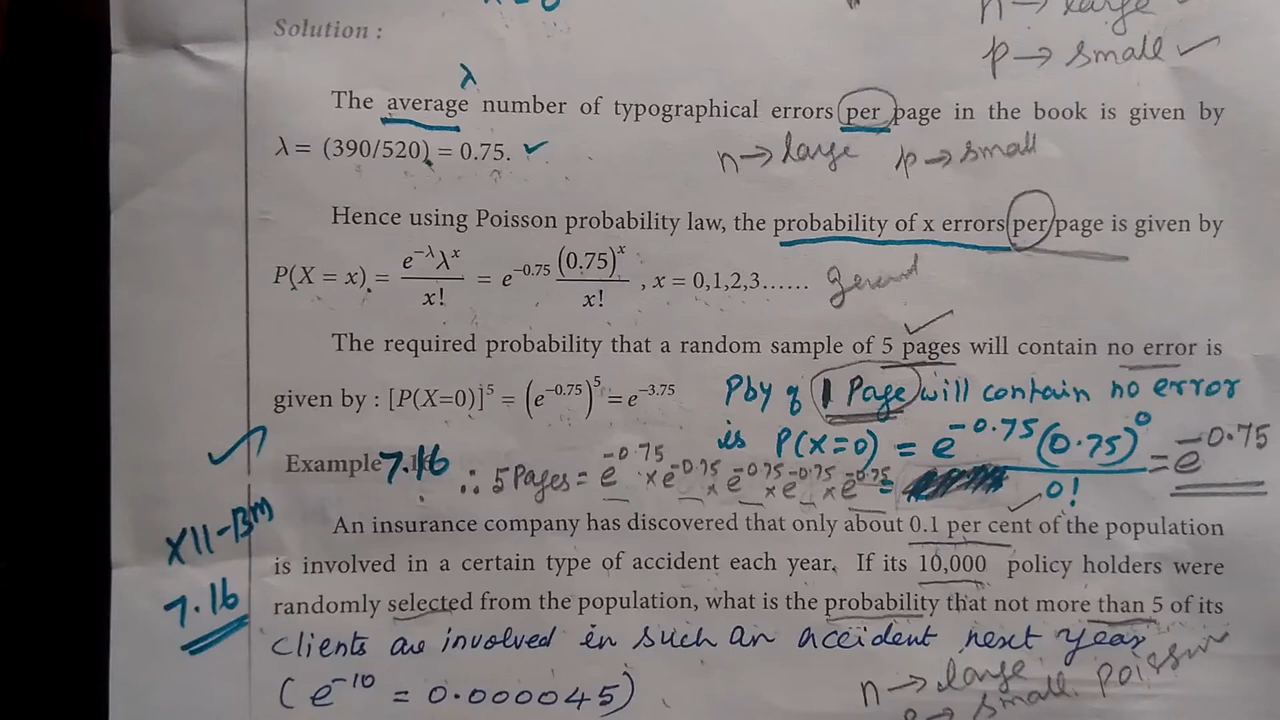 n → large
Solution :
p → small ✓
λ
The average number of typographical errors per page in the book is given by
λ = (390/520) = 0.75. ✓
n → large p → small
Hence using Poisson probability law, the probability of x errors per page is given by
P(X = x) = e^{-λ}λ^x / x! = e^{-0.75} (0.75)^x / x! , x = 0,1,2,3......
The required probability that a random sample of 5 pages will contain no error is
given by : [P(X=0)]^5 = (e^{-0.75})^5 = e^{-3.75}
Pby of 1 Page will contain no error
is P(X=0) = e^{-0.75}(0.75)^0 / 0! = e^{-0.75}
Example 7.16
∴ 5 Pages = e^{-0.75} × e^{-0.75} × e^{-0.75} × e^{-0.75} × e^{-0.75} =
XII-BM
7.16
An insurance company has discovered that only about 0.1 per cent of the population
is involved in a certain type of accident each year. If its 10,000 policy holders were
randomly selected from the population, what is the probability that not more than 5 of its
clients are involved in such an accident next year
(e^{-10} = 0.000045)
n → large
p → small. Poisson